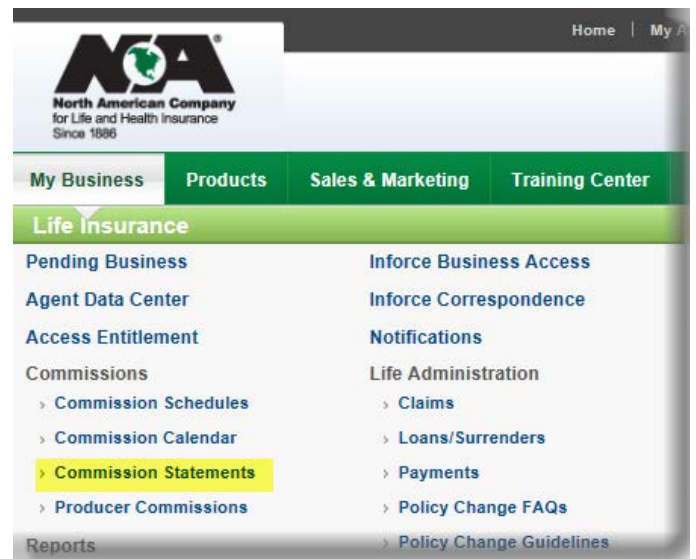 Home | My A
NA®
North American Company
for Life and Health Insurance
Since 1886
My Business Products Sales & Marketing Training Center
Life Insurance
Pending Business
Agent Data Center
Access Entitlement
Commissions
› Commission Schedules
› Commission Calendar
› Commission Statements
› Producer Commissions
Reports
Inforce Business Access
Inforce Correspondence
Notifications
Life Administration
› Claims
› Loans/Surrenders
› Payments
› Policy Change FAQs
› Policy Change Guidelines